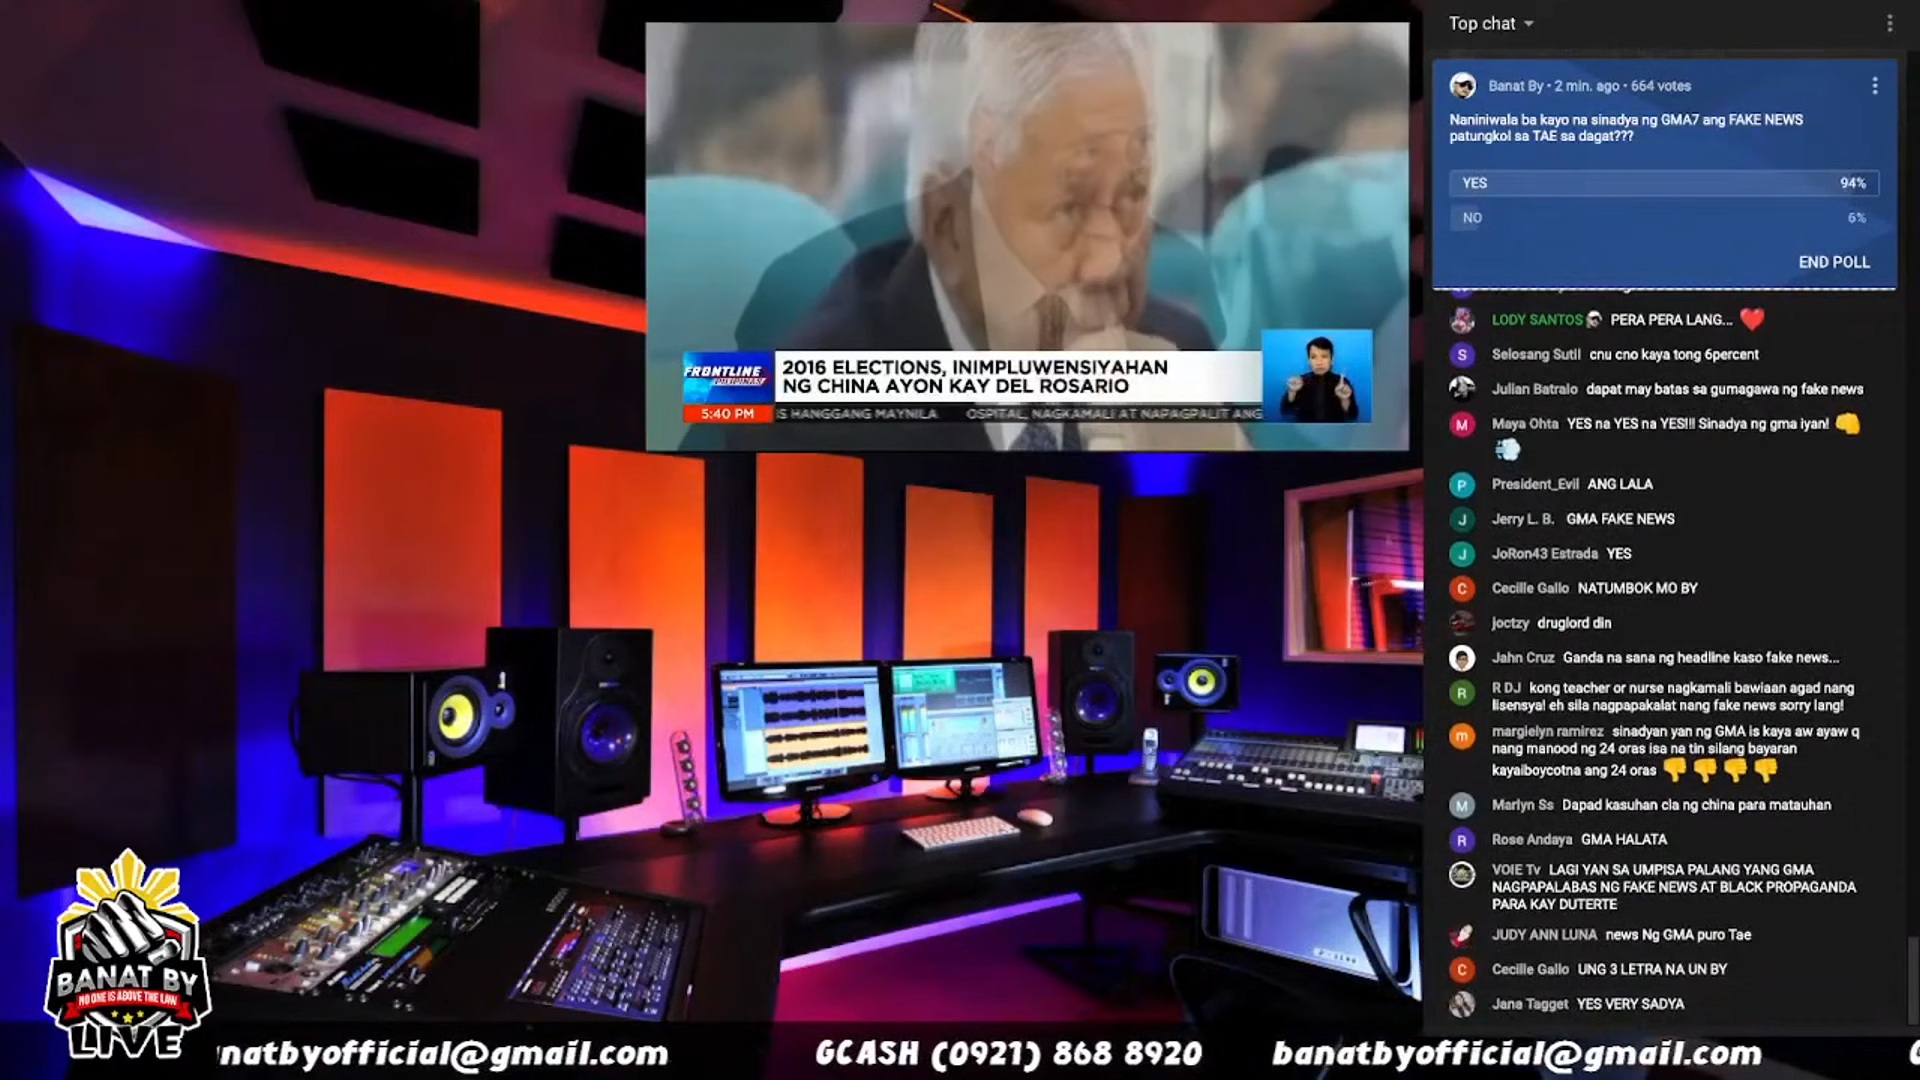 FRONTLINE
PILIPINAS
2016 ELECTIONS, INIMPLUWENSIYAHAN
NG CHINA AYON KAY DEL ROSARIO
5:40 PM
IS HANGGANG MAYNILA OSPITAL, NAGKAMALI AT NAPAGPALIT ANG
BANAT BY
NO ONE IS ABOVE THE LAW
LIVE
natbyofficial@gmail.com GCASH (0921) 868 8920 banatbyofficial@gmail.com
Top chat
Banat By • 2 min. ago • 664 votes
Naniniwala ba kayo na sinadya ng GMA7 ang FAKE NEWS
patungkol sa TAE sa dagat???
YES 94%
NO 6%
END POLL
LODY SANTOS PERA PERA LANG... ❤️
S Selosang Sutil cnu cno kaya tong 6percent
Julian Batralo dapat may batas sa gumagawa ng fake news
M Maya Ohta YES na YES na YES!!! Sinadya ng gma iyan! 👊
💨
P President_Evil ANG LALA
J Jerry L. B. GMA FAKE NEWS
J JoRon43 Estrada YES
C Cecille Gallo NATUMBOK MO BY
joctzy druglord din
Jahn Cruz Ganda na sana ng headline kaso fake news...
R R DJ kong teacher or nurse nagkamali bawiaan agad nang
lisensya! eh sila nagpapakalat nang fake news sorry lang!
m margielyn ramirez sinadyan yan ng GMA is kaya aw ayaw q
nang manood ng 24 oras isa na tin silang bayaran
kayaiboycotna ang 24 oras 👎👎👎👎
M Marlyn Ss Dapad kasuhan cla ng china para matauhan
R Rose Andaya GMA HALATA
VOIE Tv LAGI YAN SA UMPISA PALANG YANG GMA
NAGPAPALABAS NG FAKE NEWS AT BLACK PROPAGANDA
PARA KAY DUTERTE
JUDY ANN LUNA news Ng GMA puro Tae
C Cecille Gallo UNG 3 LETRA NA UN BY
Jana Tagget YES VERY SADYA